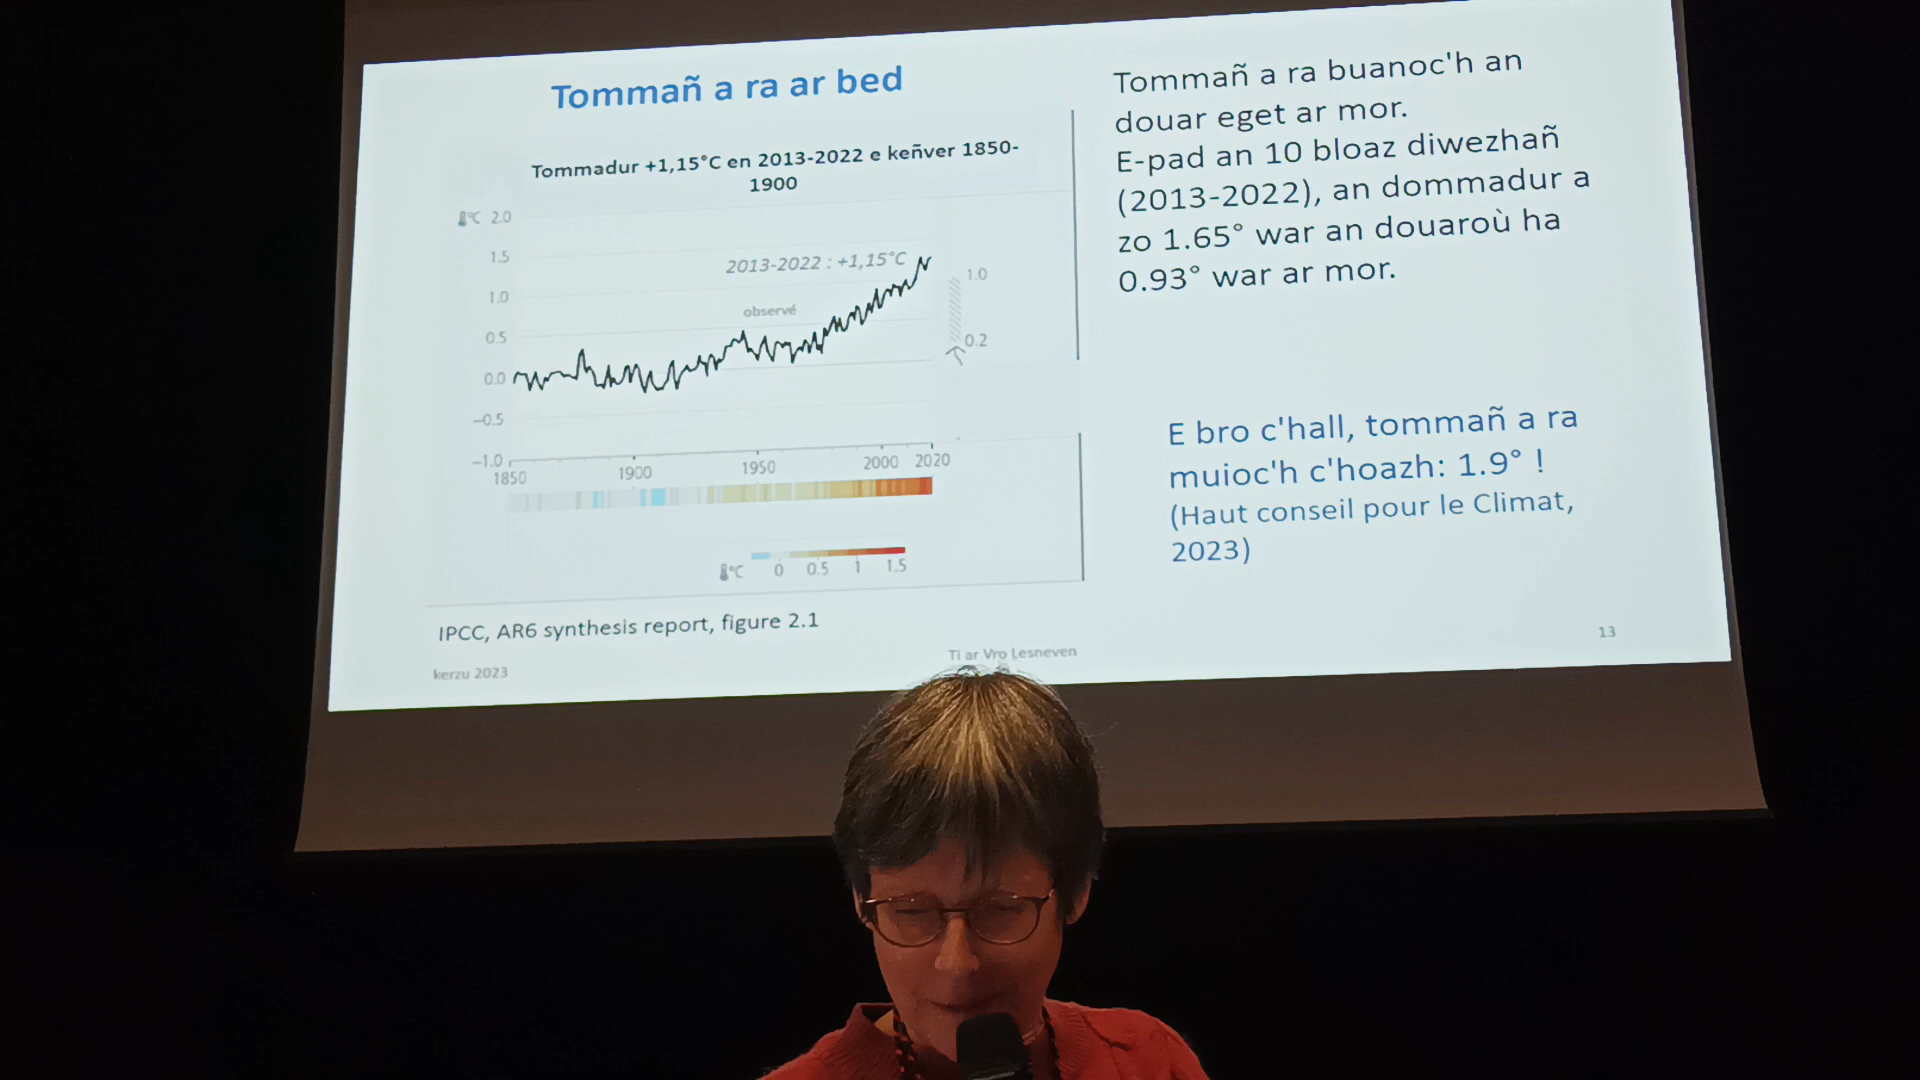 Tommañ a ra ar bed
Tommadur +1,15°C en 2013-2022 e keñver 1850-
1900
°C 2.0
1.5
1.0
0.5
0.0
−0.5
−1.0
2013-2022 : +1,15°C
observé
1.0
0.2
1850 1900 1950 2000 2020
°C 0 0.5 1 1.5
IPCC, AR6 synthesis report, figure 2.1
Tommañ a ra buanoc'h an
douar eget ar mor.
E-pad an 10 bloaz diwezhañ
(2013-2022), an dommadur a
zo 1.65° war an douaroù ha
0.93° war ar mor.
E bro c'hall, tommañ a ra
muioc'h c'hoazh: 1.9° !
(Haut conseil pour le Climat,
2023)
kerzu 2023
Ti ar Vro Lesneven
13